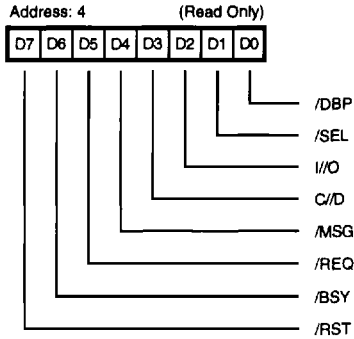 Address: 4 (Read Only)
D7 D6 D5 D4 D3 D2 D1 D0
/DBP
/SEL
I//O
C//D
/MSG
/REQ
/BSY
/RST